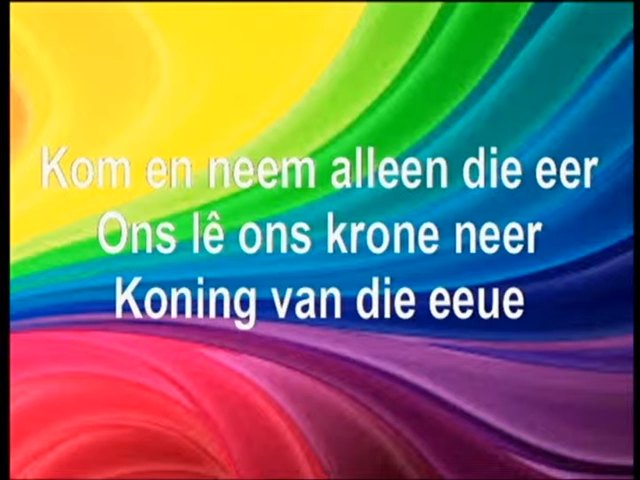 Kom en neem alleen die eer
Ons lê ons krone neer
Koning van die eeue